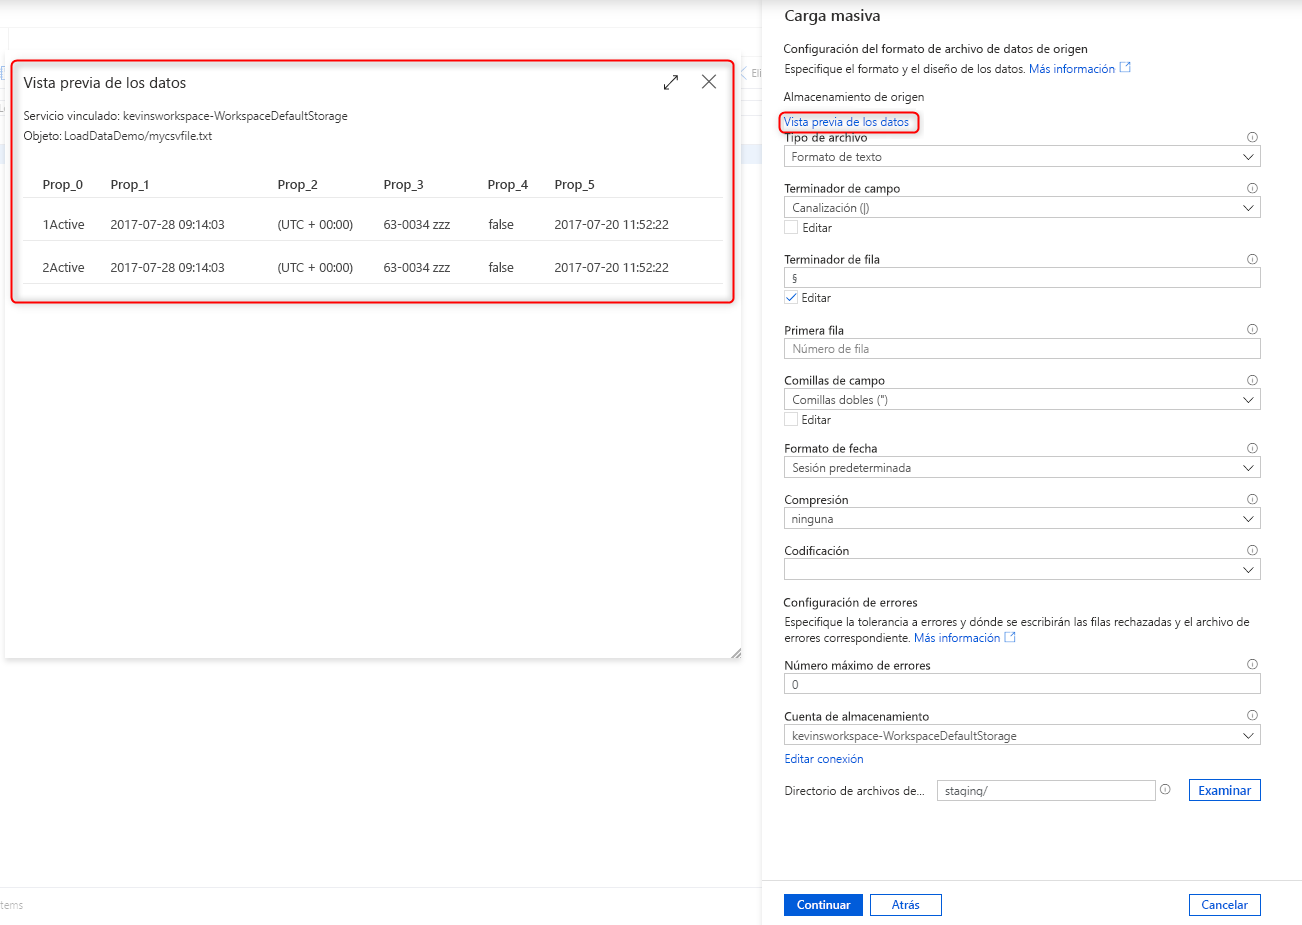 Vista previa de los datos
Servicio vinculado: kevinsworkspace-WorkspaceDefaultStorage
Objeto: LoadDataDemo/mycsvfile.txt
Prop_0 Prop_1 Prop_2 Prop_3 Prop_4 Prop_5
1Active 2017-07-28 09:14:03 (UTC + 00:00) 63-0034 zzz false 2017-07-20 11:52:22
2Active 2017-07-28 09:14:03 (UTC + 00:00) 63-0034 zzz false 2017-07-20 11:52:22
Eli
tems
Carga masiva
Configuración del formato de archivo de datos de origen
Especifique el formato y el diseño de los datos. Más información
Almacenamiento de origen
Vista previa de los datos
Tipo de archivo
Formato de texto
Terminador de campo
Canalización (|)
Editar
Terminador de fila
§
Editar
Primera fila
Número de fila
Comillas de campo
Comillas dobles (")
Editar
Formato de fecha
Sesión predeterminada
Compresión
ninguna
Codificación
Configuración de errores
Especifique la tolerancia a errores y dónde se escribirán las filas rechazadas y el archivo de
errores correspondiente. Más información
Número máximo de errores
0
Cuenta de almacenamiento
kevinsworkspace-WorkspaceDefaultStorage
Editar conexión
Directorio de archivos de... staging/ Examinar
Continuar Atrás Cancelar